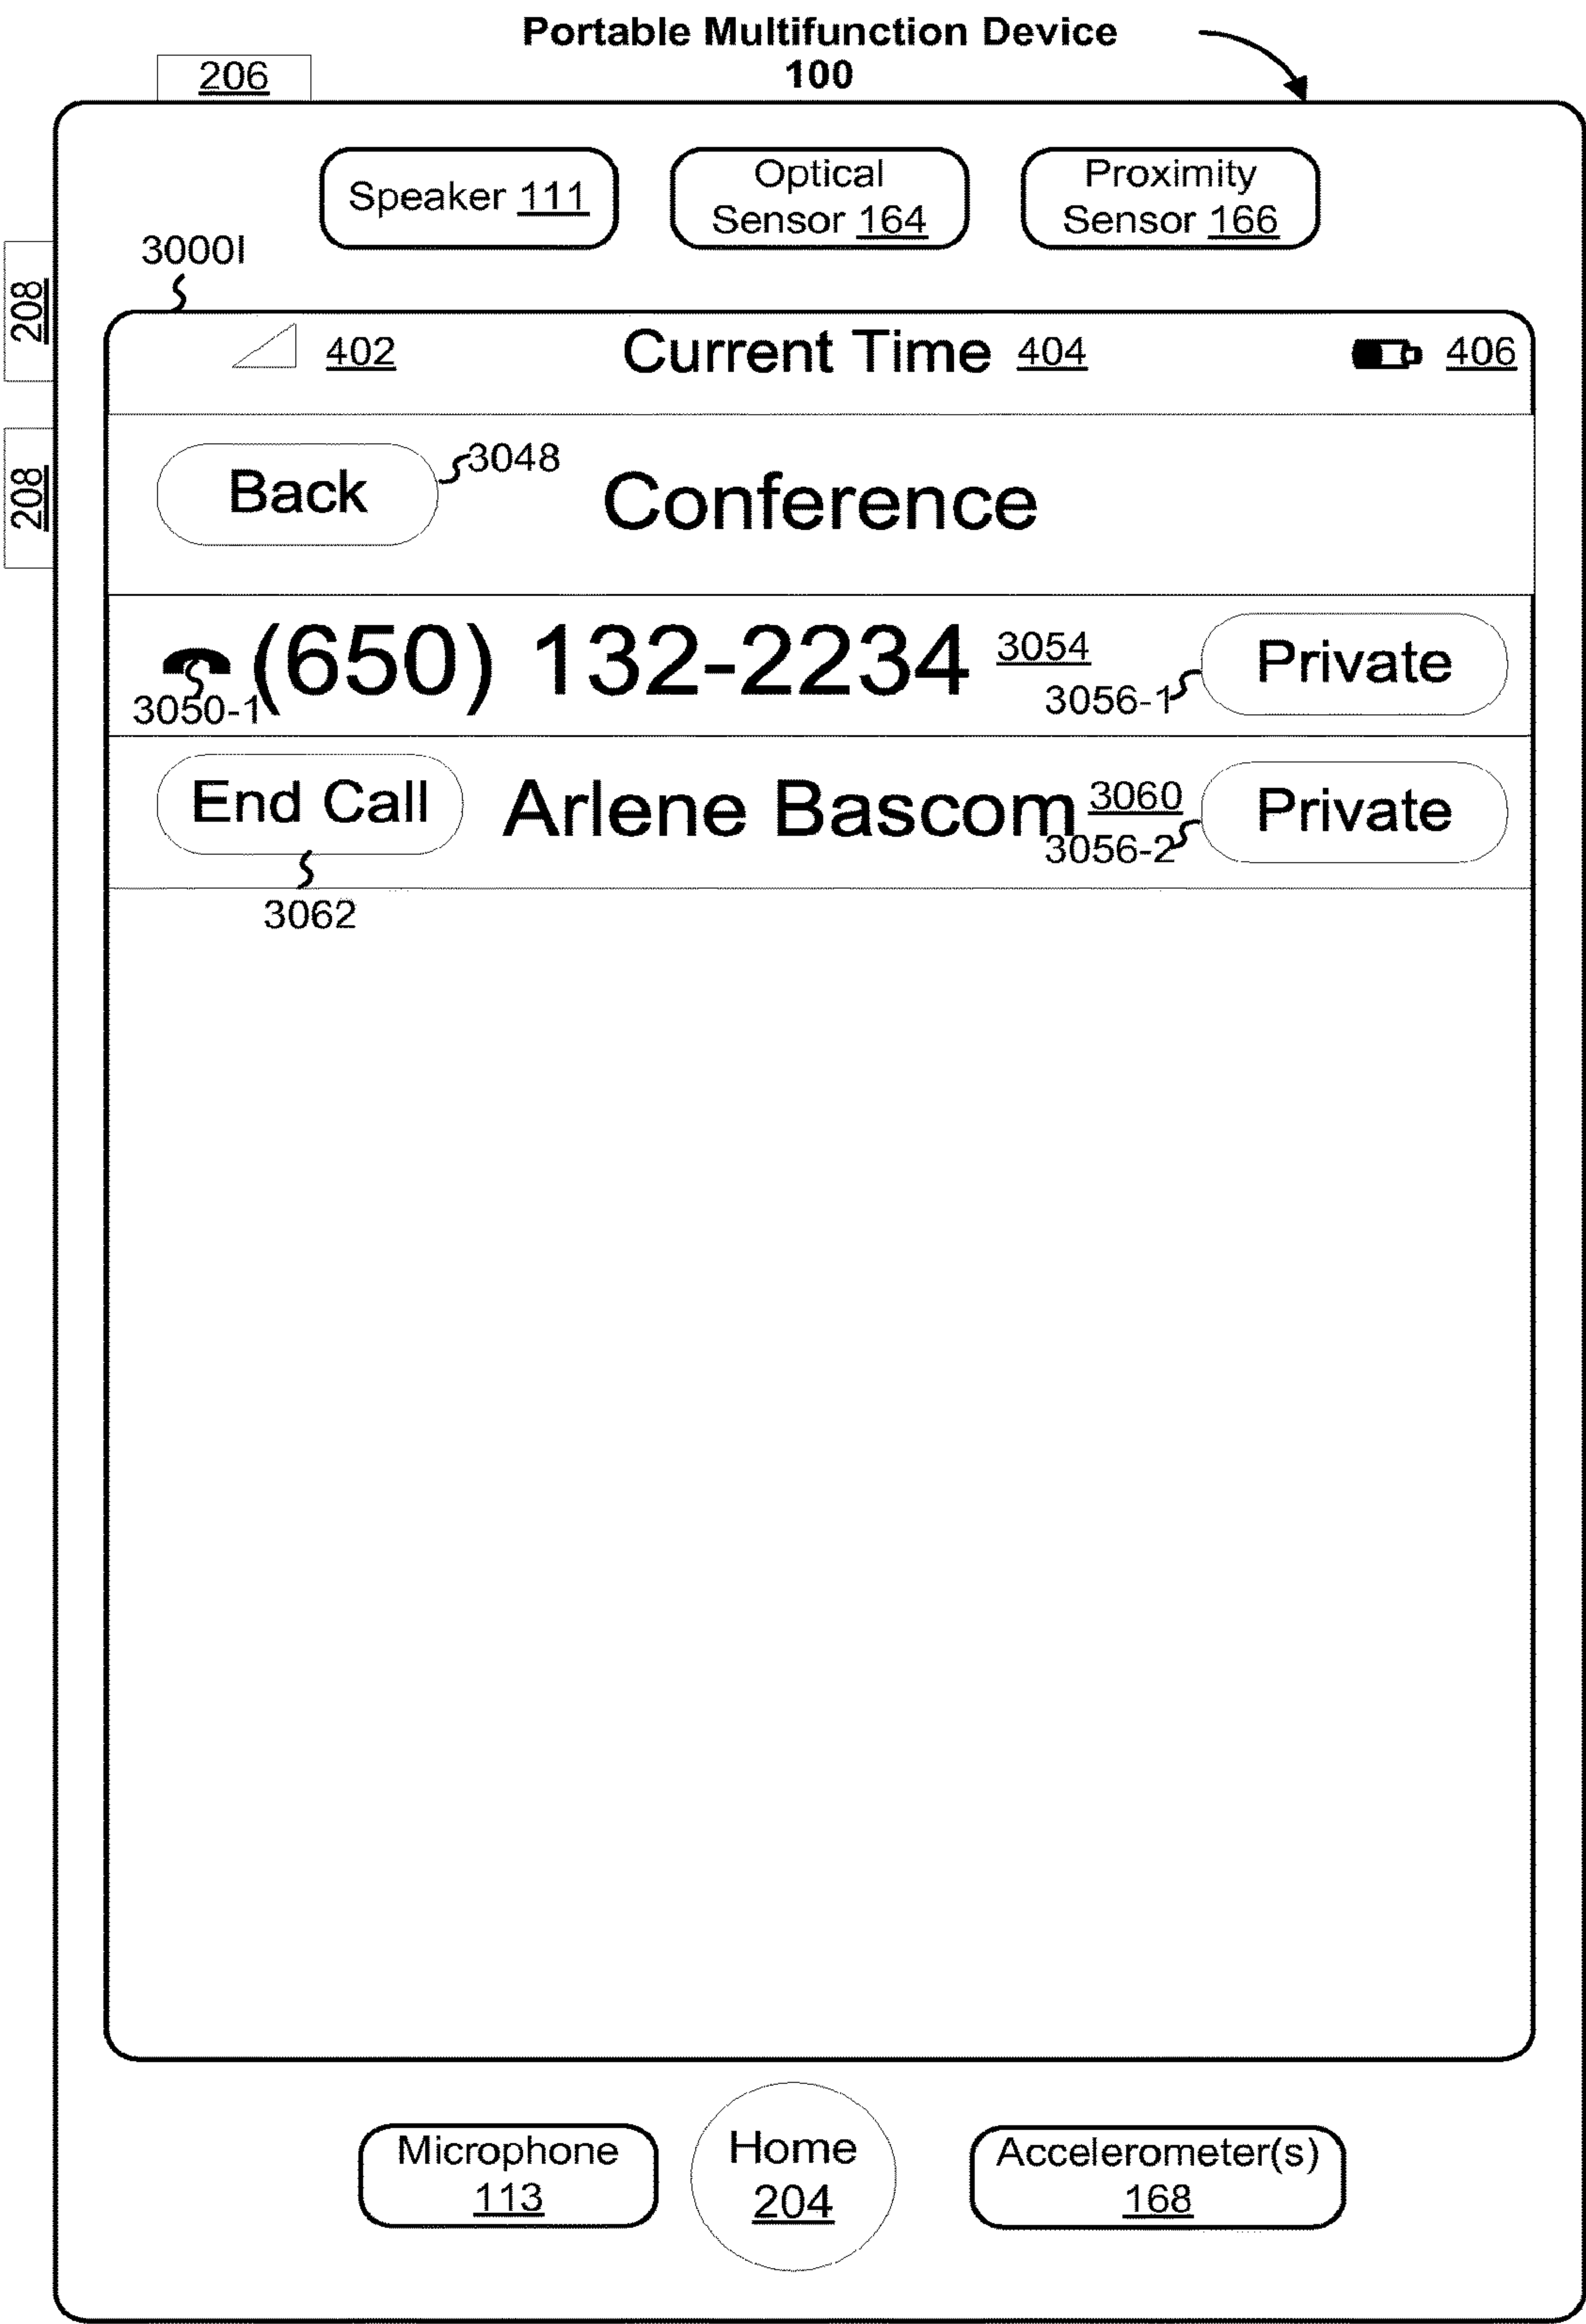 Portable Multifunction Device
100
206
Speaker 111
Optical
Sensor 164
Proximity
Sensor 166
3000I
208
402 Current Time 404 406
Back 3048 Conference
208
(650) 132-2234 3054 Private
3050-1 3056-1
End Call Arlene Bascom 3060 Private
3056-2
3062
Microphone
113
Home
204
Accelerometer(s)
168